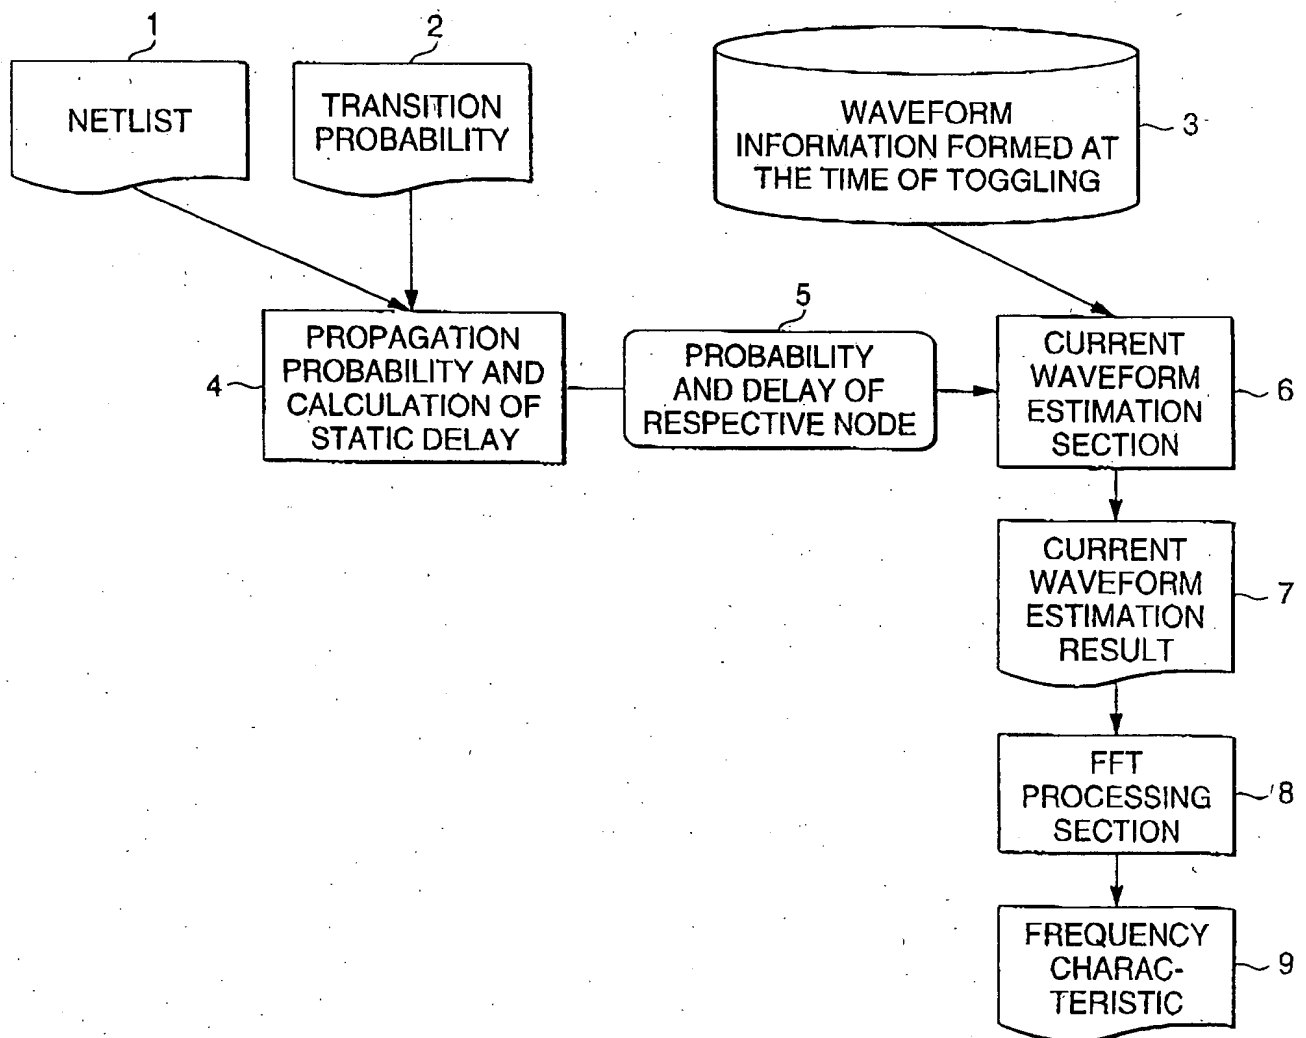 1
NETLIST
2
TRANSITION
PROBABILITY
WAVEFORM
INFORMATION FORMED AT
THE TIME OF TOGGLING
3
4
PROPAGATION
PROBABILITY AND
CALCULATION OF
STATIC DELAY
5
PROBABILITY
AND DELAY OF
RESPECTIVE NODE
CURRENT
WAVEFORM
ESTIMATION
SECTION
6
CURRENT
WAVEFORM
ESTIMATION
RESULT
7
FFT
PROCESSING
SECTION
8
FREQUENCY
CHARAC-
TERISTIC
9